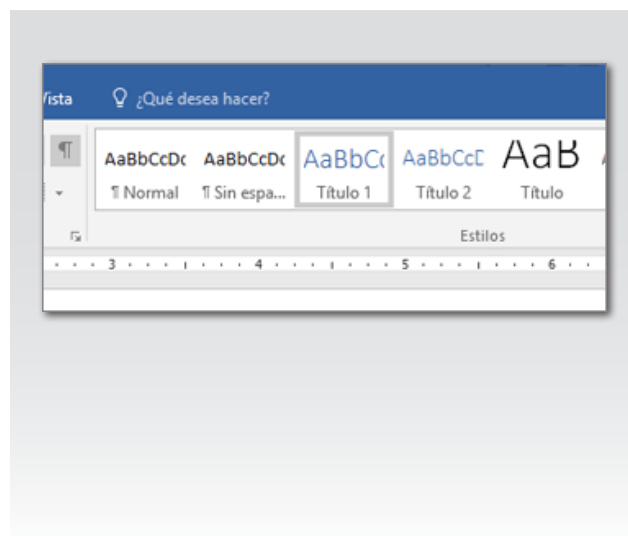 Vista ¿Qué desea hacer?
¶ AaBbCcDc AaBbCcDc AaBbCc AaBbCcD AaB
¶ Normal ¶ Sin espa... Título 1 Título 2 Título
Estilos
3 4 5 6